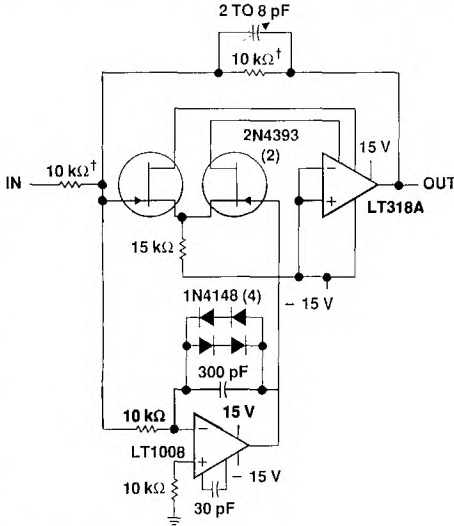 2 TO 8 pF
10 kΩ†
2N4393
(2)
15 V
IN
10 kΩ†
OUT
LT318A
15 kΩ
- 15 V
1N4148 (4)
300 pF
10 kΩ
15 V
LT1008
- 15 V
10 kΩ
30 pF